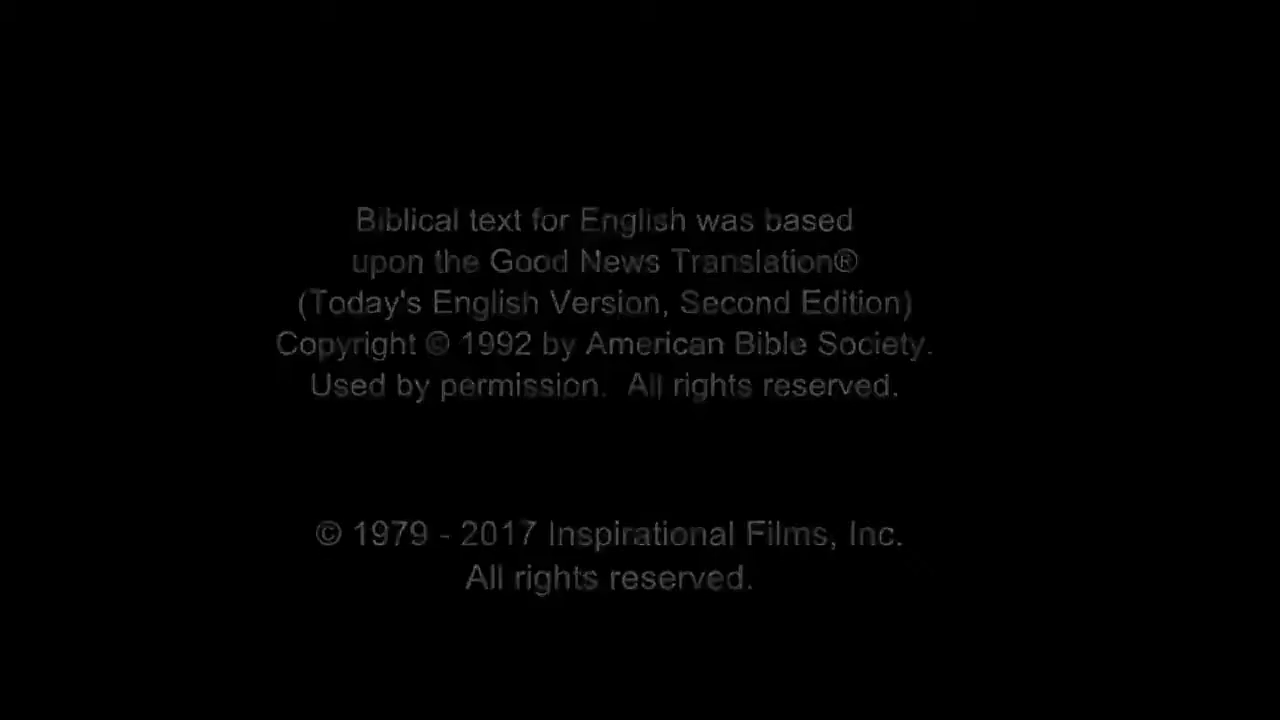 Biblical text for English was based
upon the Good News Translation®
(Today's English Version, Second Edition)
Copyright © 1992 by American Bible Society.
Used by permission.  All rights reserved.
© 1979 - 2017 Inspirational Films, Inc.
All rights reserved.